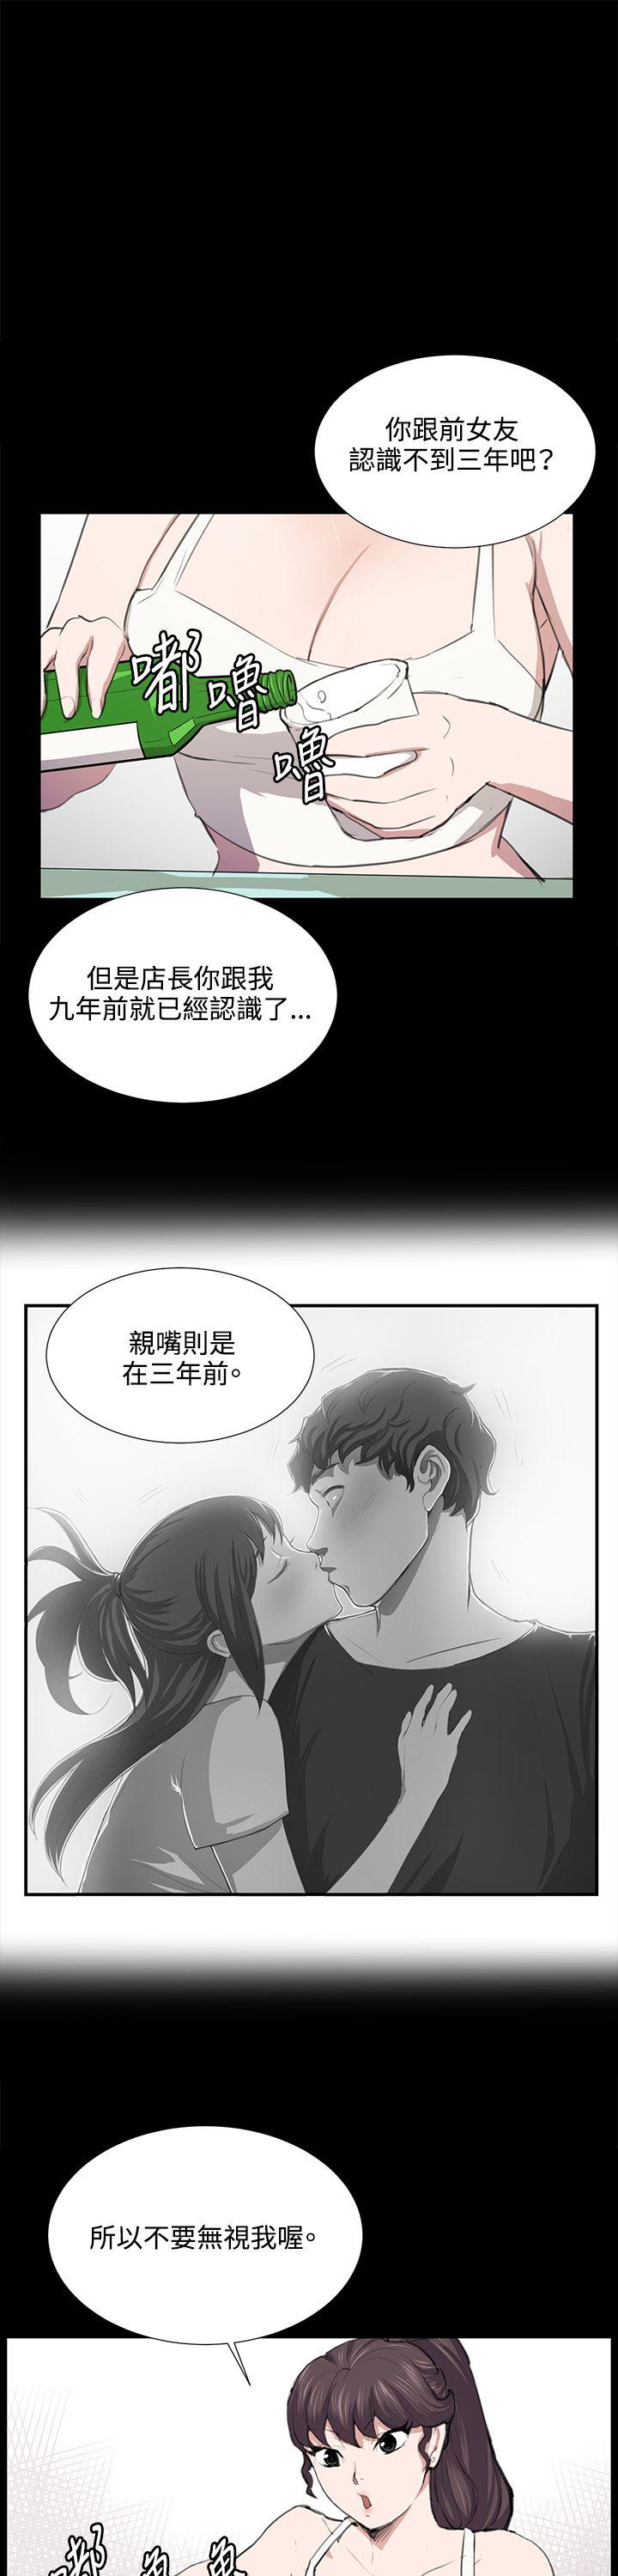 你跟前女友
認識不到三年吧?
嘟
嚕
嚕
但是店長你跟我
九年前就已經認識了...
親嘴則是
在三年前。
所以不要無視我喔。
嘟